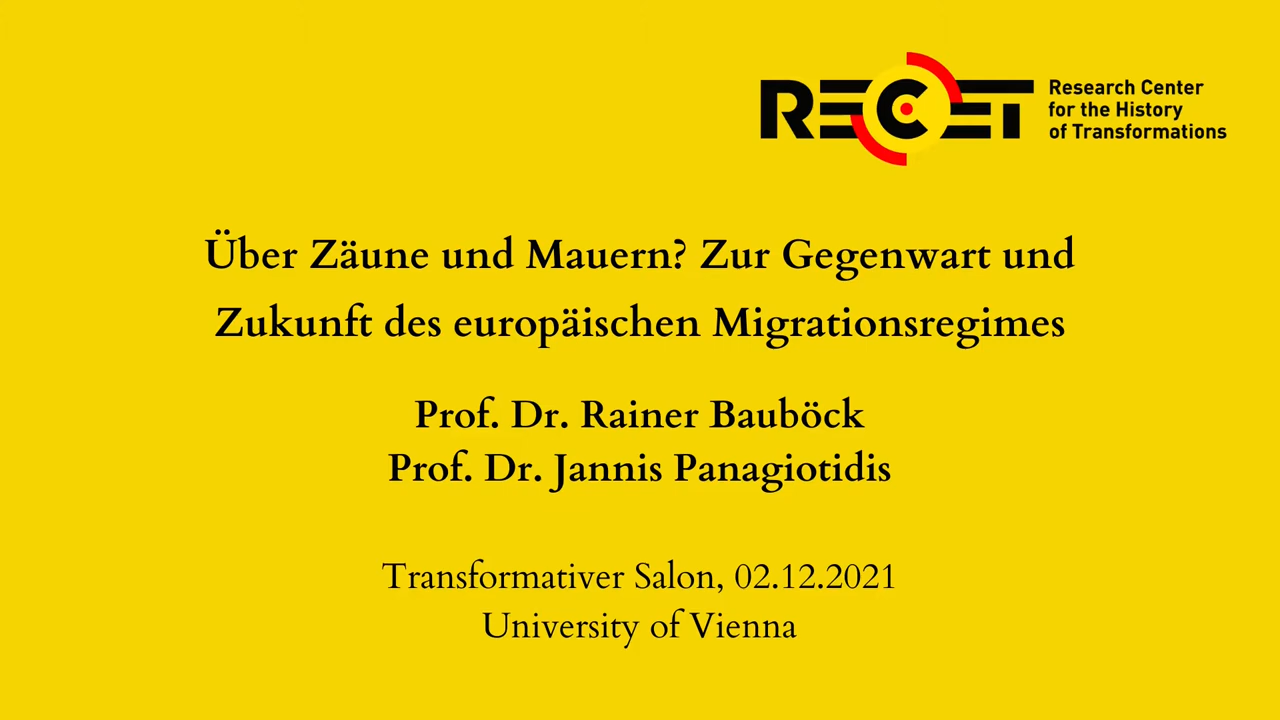 RECET
Research Center
for the History
of Transformations
Über Zäune und Mauern? Zur Gegenwart und
Zukunft des europäischen Migrationsregimes
Prof. Dr. Rainer Bauböck
Prof. Dr. Jannis Panagiotidis
Transformativer Salon, 02.12.2021
University of Vienna